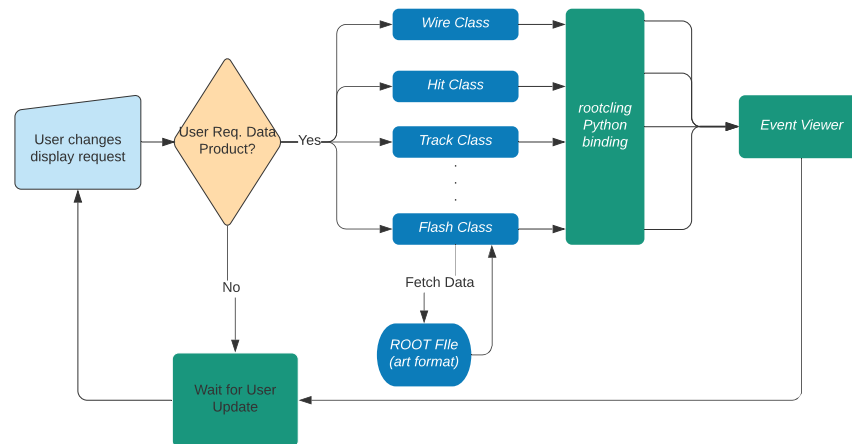 Wire Class
Hit Class
User changes
display request
User Req. Data
Product?
Yes
Track Class
rootcling
Python
binding
Event Viewer
.
.
.
Flash Class
No
Fetch Data
ROOT FIle
(art format)
Wait for User
Update